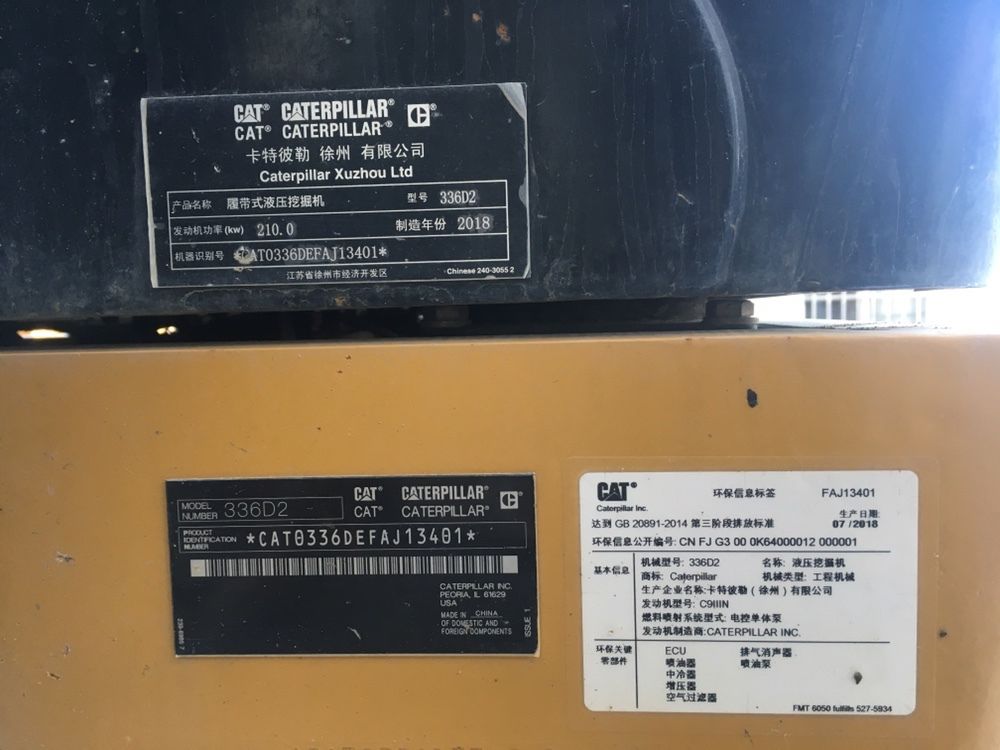 CAT® CATERPILLAR®
CAT® CATERPILLAR®
卡特彼勒 徐州 有限公司
Caterpillar Xuzhou Ltd
产品名称 履带式液压挖掘机 型号 336D2
发动机功率(kw) 210.0 制造年份 2018
机器识别号 *CAT0336DEFAJ13401*
江苏省徐州市经济开发区 Chinese 240-3055 2
MODEL NUMBER 336D2
CAT® CATERPILLAR®
CAT® CATERPILLAR®
PRODUCT IDENTIFICATION NUMBER *CAT0336DEFAJ13401*
CATERPILLAR INC.
PEORIA, IL 61629
USA
MADE IN CHINA
OF DOMESTIC AND
FOREIGN COMPONENTS
ISSUE 1
CAT® 环保信息标签 FAJ13401
Caterpillar Inc.
生产日期:
达到 GB 20891-2014 第三阶段排放标准 07/2018
环保信息公开编号: CN FJ G3 00 0K64000012 000001
基本信息
机械型号: 336D2 名称: 液压挖掘机
商标: Caterpillar 机械类型: 工程机械
生产企业名称:卡特彼勒（徐州）有限公司
发动机型号: C9IIIN
燃料喷射系统型式: 电控单体泵
发动机制造商:CATERPILLAR INC.
环保关键零部件
ECU 排气消声器
喷油器 喷油泵
中冷器
增压器
空气过滤器
FMT 6050 fulfills 527-5934